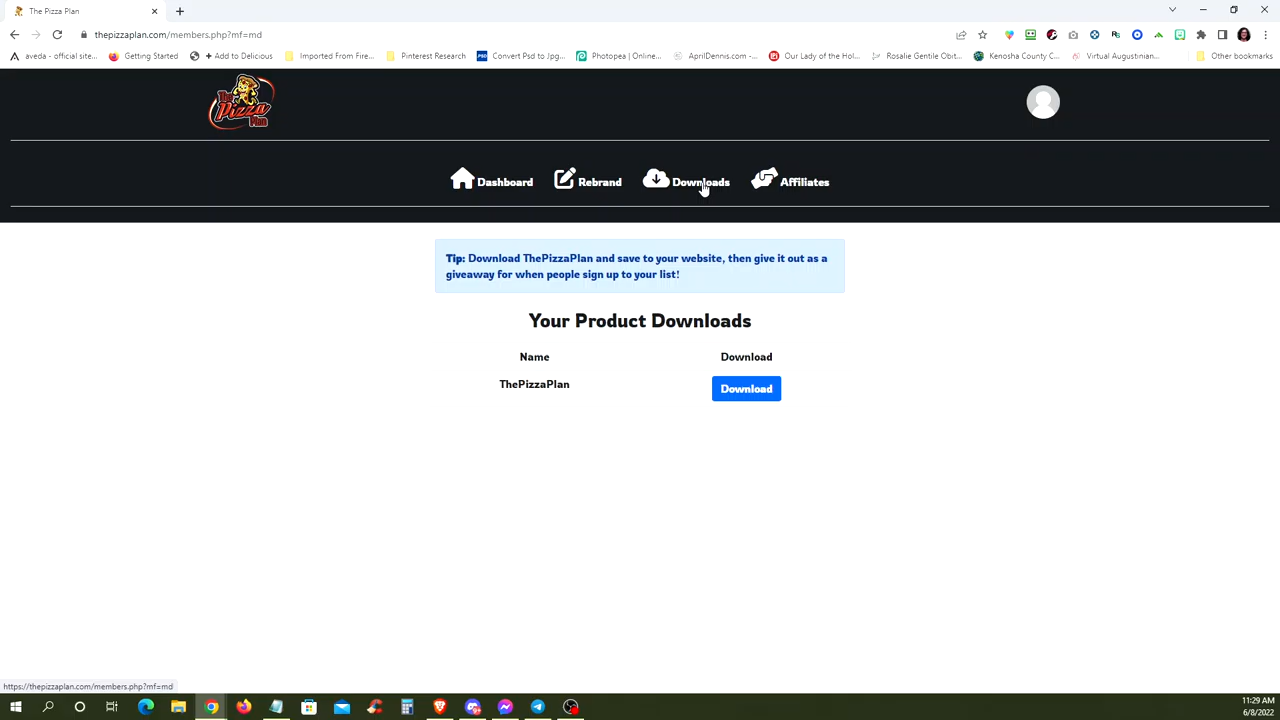 The Pizza Plan
thepizzaplan.com/members.php?mf=md
aveda - official site...
Getting Started
+ Add to Delicious
Imported From Fire...
Pinterest Research
Convert Psd to Jpg...
Photopea | Online...
AprilDennis.com -...
Our Lady of the Hol...
Rosalie Gentile Obit...
Kenosha County C...
Virtual Augustinian...
Other bookmarks
The
Pizza
Plan
Dashboard
Rebrand
Downloads
Affiliates
Tip: Download ThePizzaPlan and save to your website, then give it out as a
giveaway for when people sign up to your list!
Your Product Downloads
Name
Download
ThePizzaPlan
Download
https://thepizzaplan.com/members.php?mf=md
11:29 AM
6/8/2022